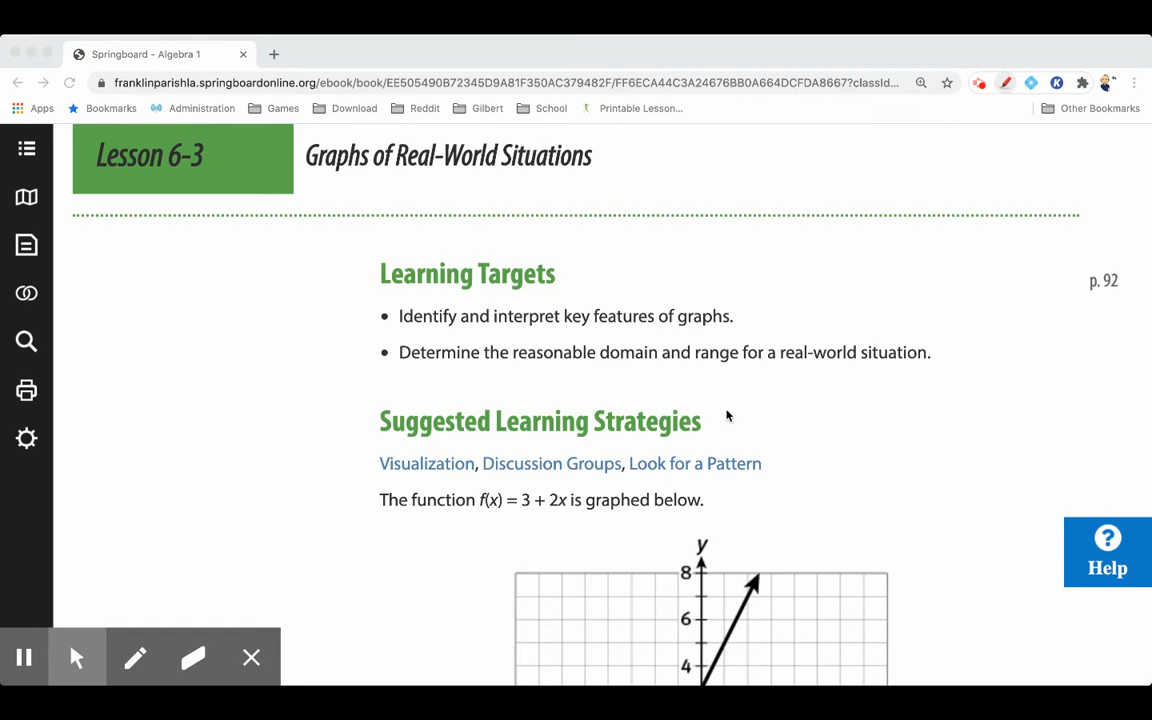 Springboard - Algebra 1
franklinparishla.springboardonline.org/ebook/book/EE505490B72345D9A81F350AC379482F/FF6ECA44C3A24676BB0A664DCFDA8667?classId...
Apps Bookmarks Administration Games Download Reddit Gilbert School Printable Lesson... Other Bookmarks
Lesson 6-3 Graphs of Real-World Situations
Learning Targets
p. 92
• Identify and interpret key features of graphs.
• Determine the reasonable domain and range for a real-world situation.
Suggested Learning Strategies
Visualization, Discussion Groups, Look for a Pattern
The function f(x) = 3 + 2x is graphed below.
y
8
6
4
? Help